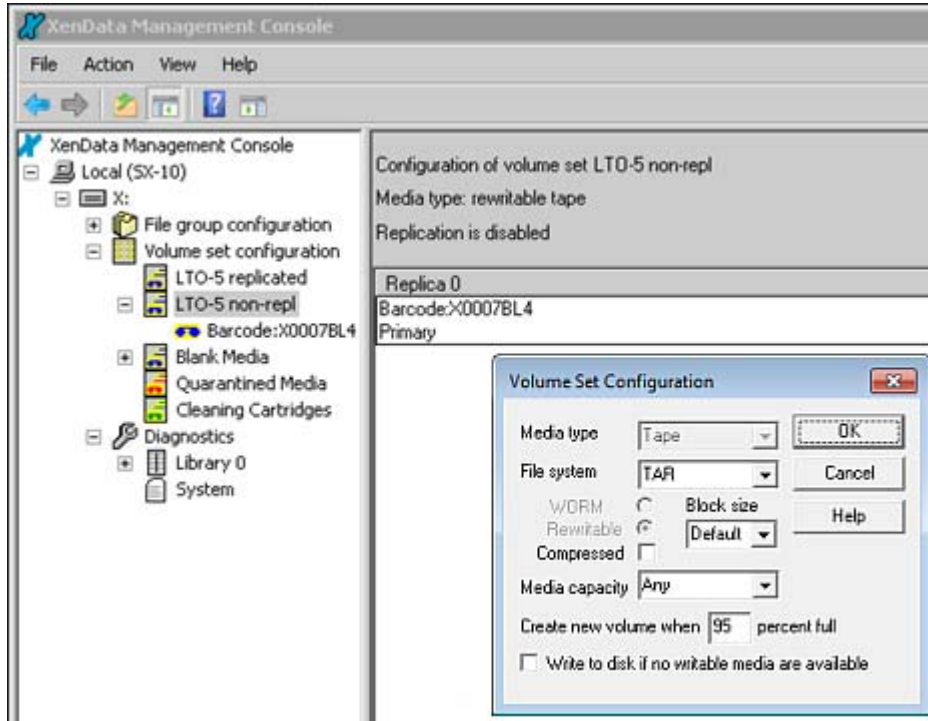 XenData Management Console
File Action View Help
XenData Management Console
Local (SX-10)
X:
File group configuration
Volume set configuration
LTO-5 replicated
LTO-5 non-repl
Barcode:X0007BL4
Blank Media
Quarantined Media
Cleaning Cartridges
Diagnostics
Library 0
System
Configuration of volume set LTO-5 non-repl
Media type: rewritable tape
Replication is disabled
Replica 0
Barcode:X0007BL4
Primary
Volume Set Configuration
Media type Tape OK
File system TAR Cancel
WORM Block size
Rewritable Default Help
Compressed
Media capacity Any
Create new volume when 95 percent full
Write to disk if no writable media are available